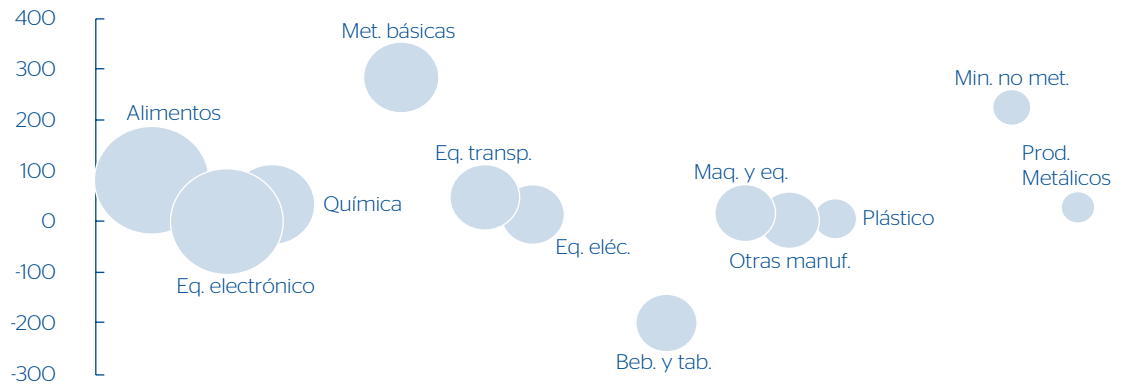 400
300
200
100
0
-100
-200
-300
Met. básicas
Min. no met.
Alimentos
Eq. transp.
Prod.
Metálicos
Maq. y eq.
Química
Plástico
Eq. eléc.
Otras manuf.
Eq. electrónico
Beb. y tab.